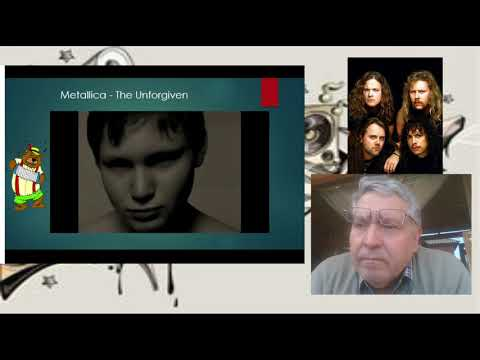 Metallica - The Unforgiven